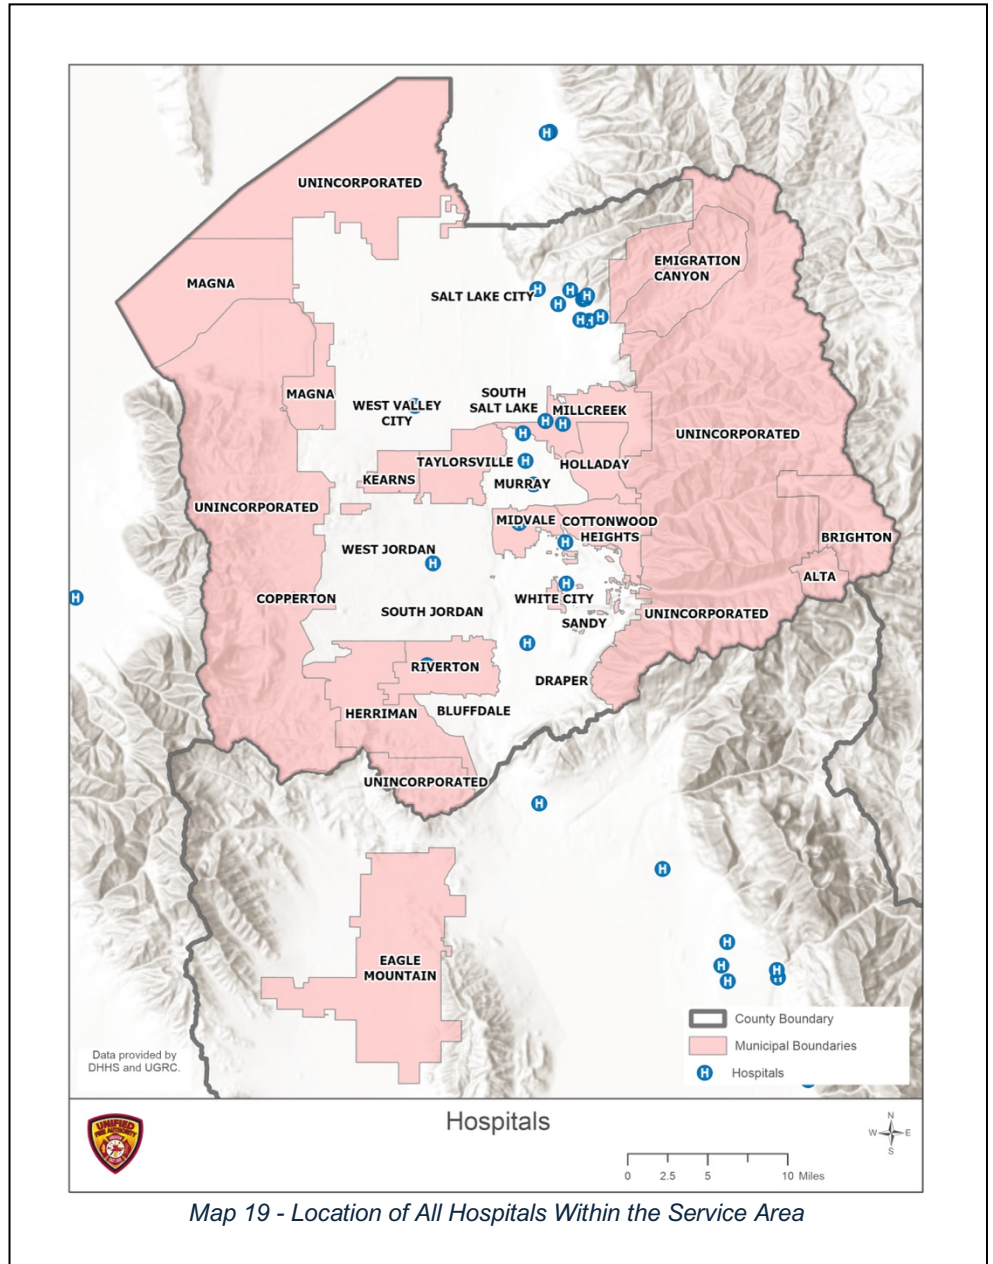 UNINCORPORATED
EMIGRATION
CANYON
MAGNA
SALT LAKE CITY
MAGNA
SOUTH
SALT LAKE
WEST VALLEY
CITY
MILLCREEK
UNINCORPORATED
TAYLORSVILLE
HOLLADAY
KEARNS
MURRAY
UNINCORPORATED
MIDVALE
COTTONWOOD
HEIGHTS
BRIGHTON
WEST JORDAN
ALTA
COPPERTON
WHITE CITY
SOUTH JORDAN
UNINCORPORATED
SANDY
RIVERTON
DRAPER
HERRIMAN
BLUFFDALE
UNINCORPORATED
EAGLE
MOUNTAIN
County Boundary
Municipal Boundaries
H Hospitals
Data provided by
DHHS and UGRC.
UNIFIED
FIRE AUTHORITY
Hospitals
N
W E
S
0 2.5 5 10 Miles
Map 19 - Location of All Hospitals Within the Service Area